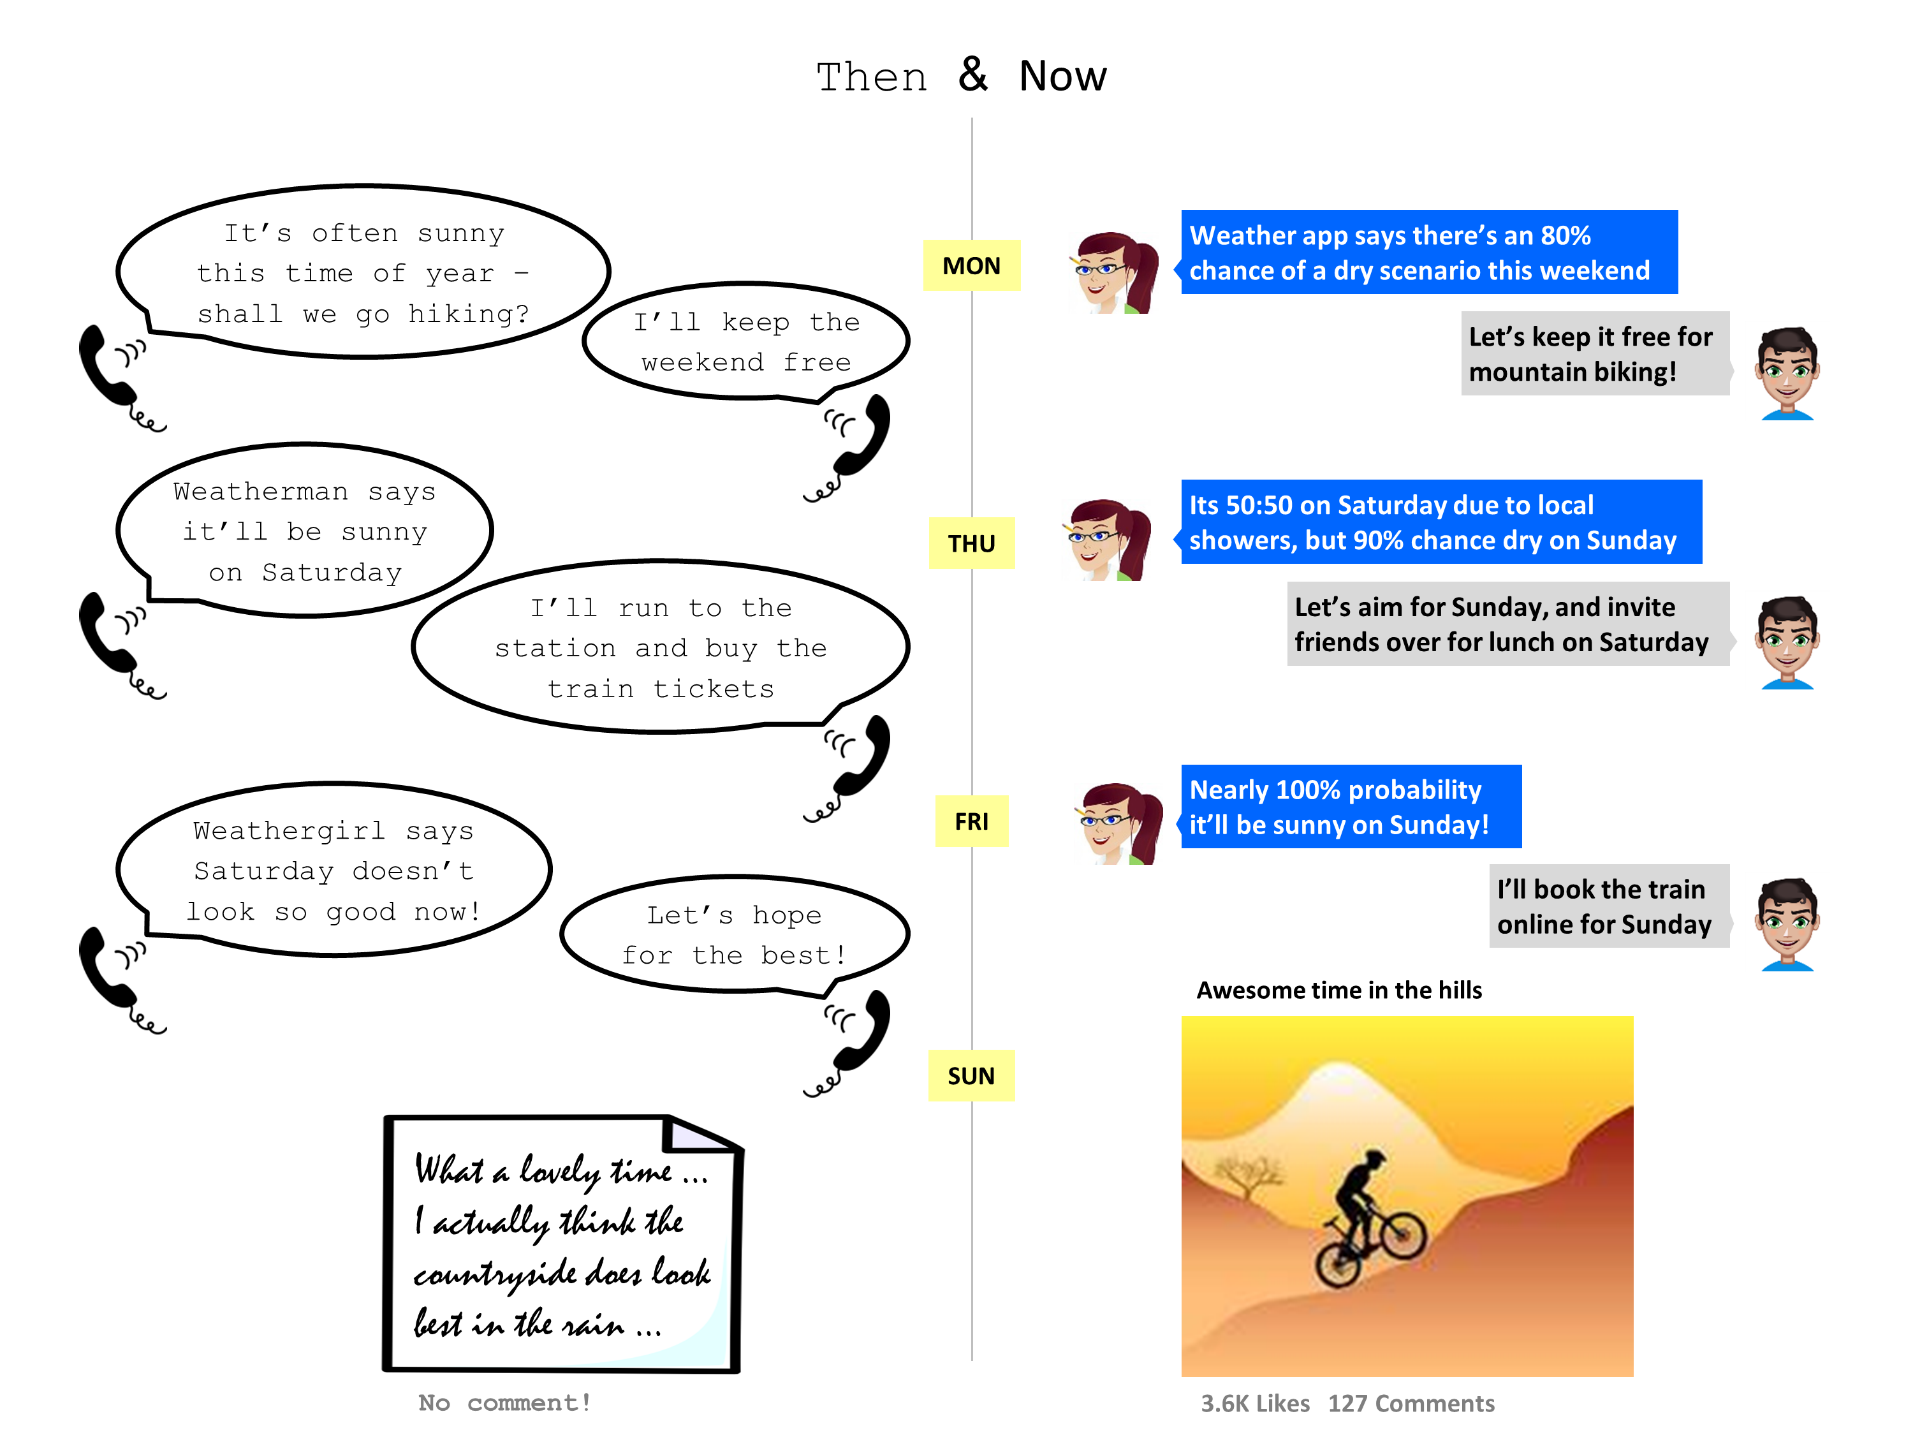 Then & Now
MON
It’s often sunny
this time of year –
shall we go hiking?
I’ll keep the
weekend free
Weather app says there’s an 80%
chance of a dry scenario this weekend
Let’s keep it free for
mountain biking!
THU
Weatherman says
it’ll be sunny
on Saturday
I’ll run to the
station and buy the
train tickets
Its 50:50 on Saturday due to local
showers, but 90% chance dry on Sunday
Let’s aim for Sunday, and invite
friends over for lunch on Saturday
FRI
Weathergirl says
Saturday doesn’t
look so good now!
Let’s hope
for the best!
Nearly 100% probability
it’ll be sunny on Sunday!
I’ll book the train
online for Sunday
SUN
What a lovely time ...
I actually think the
countryside does look
best in the rain ...
No comment!
Awesome time in the hills
3.6K Likes 127 Comments